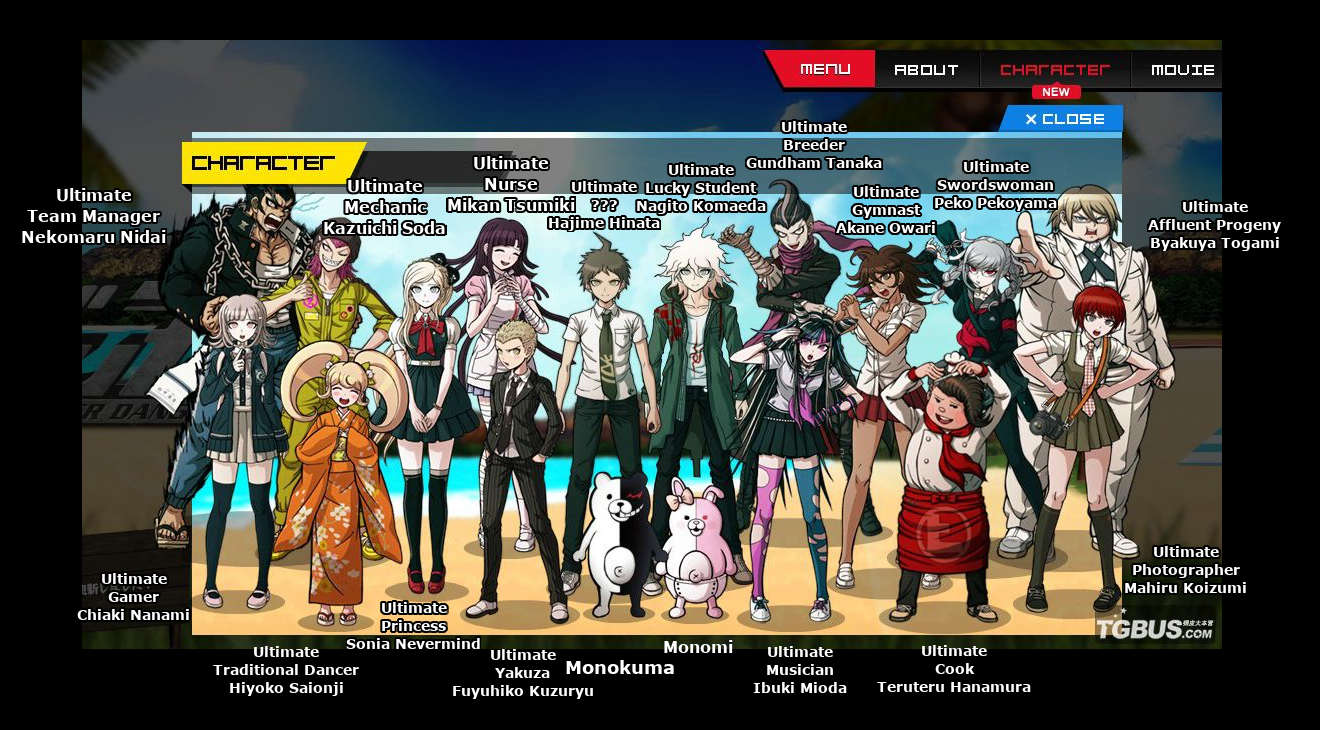 MENU
ABOUT
CHARACTER
MOVIE
NEW
× CLOSE
CHARACTER
Ultimate
Team Manager
Nekomaru Nidai
Ultimate
Mechanic
Kazuichi Soda
Ultimate
Nurse
Mikan Tsumiki
Ultimate
???
Hajime Hinata
Ultimate
Lucky Student
Nagito Komaeda
Ultimate
Breeder
Gundham Tanaka
Ultimate
Gymnast
Akane Owari
Ultimate
Swordswoman
Peko Pekoyama
Ultimate
Affluent Progeny
Byakuya Togami
Ultimate
Gamer
Chiaki Nanami
Ultimate
Traditional Dancer
Hiyoko Saionji
Ultimate
Princess
Sonia Nevermind
Ultimate
Yakuza
Fuyuhiko Kuzuryu
Monokuma
Monomi
Ultimate
Musician
Ibuki Mioda
Ultimate
Cook
Teruteru Hanamura
Ultimate
Photographer
Mahiru Koizumi
TGBUS.COM